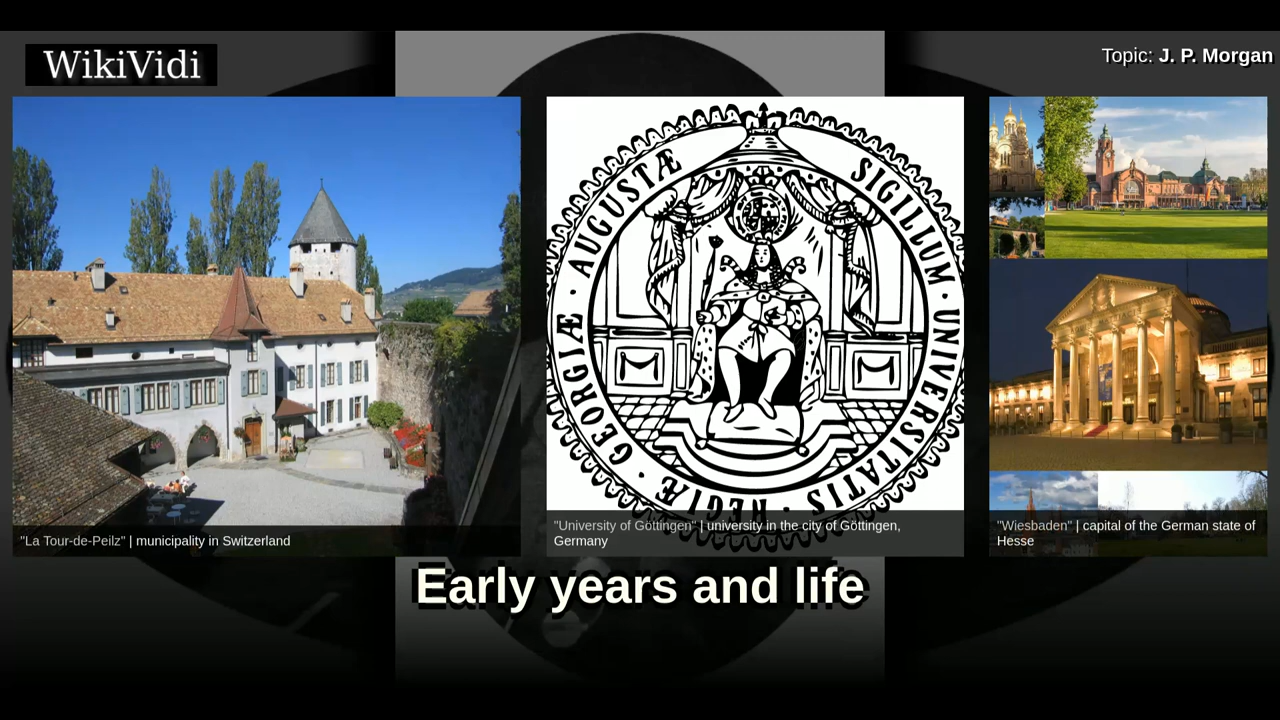 WikiVidi
Topic: J. P. Morgan
GEORGIÆ · AUGUSTÆ
SIGILLUM · UNIVERSITATIS · REGIÆ ·
"La Tour-de-Peilz" | municipality in Switzerland
"University of Göttingen" | university in the city of Göttingen,
Germany
"Wiesbaden" | capital of the German state of
Hesse
Early years and life